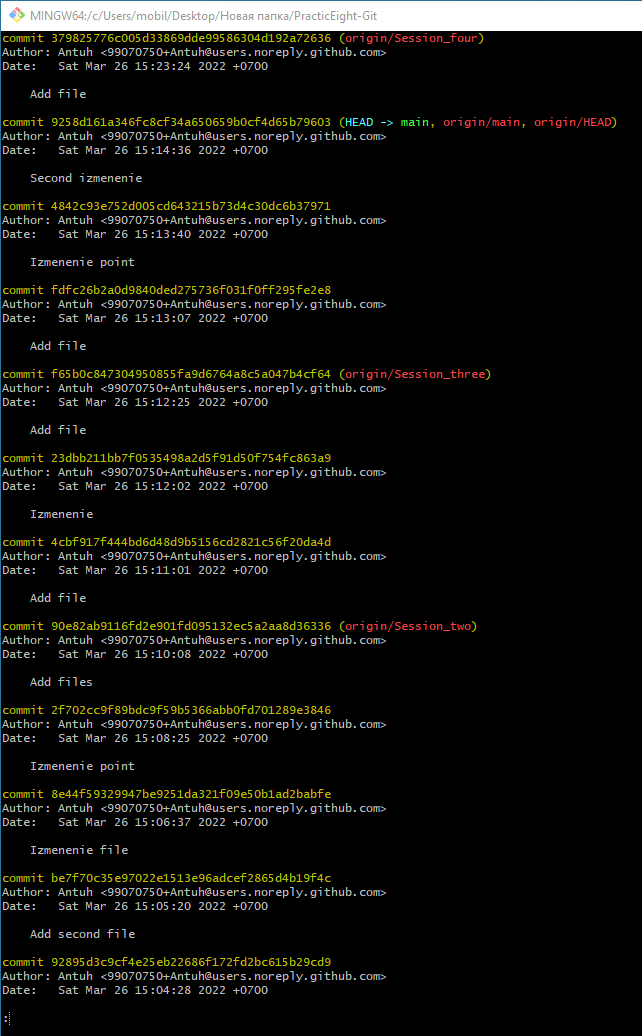 MINGW64:/c/Users/mobil/Desktop/Новая папка/PracticEight-Git
commit 379825776c005d33869dde99586304d192a72636 (origin/Session_four)
Author: Antuh <99070750+Antuh@users.noreply.github.com>
Date:   Sat Mar 26 15:23:24 2022 +0700
Add file
commit 9258d161a346fc8cf34a650659b0cf4d65b79603 (HEAD -> main, origin/main, origin/HEAD)
Author: Antuh <99070750+Antuh@users.noreply.github.com>
Date:   Sat Mar 26 15:14:36 2022 +0700
Second izmenenie
commit 4842c93e752d005cd643215b73d4c30dc6b37971
Author: Antuh <99070750+Antuh@users.noreply.github.com>
Date:   Sat Mar 26 15:13:40 2022 +0700
Izmenenie point
commit fdfc26b2a0d9840ded275736f031f0ff295fe2e8
Author: Antuh <99070750+Antuh@users.noreply.github.com>
Date:   Sat Mar 26 15:13:07 2022 +0700
Add file
commit f65b0c847304950855fa9d6764a8c5a047b4cf64 (origin/Session_three)
Author: Antuh <99070750+Antuh@users.noreply.github.com>
Date:   Sat Mar 26 15:12:25 2022 +0700
Add file
commit 23dbb211bb7f0535498a2d5f91d50f754fc863a9
Author: Antuh <99070750+Antuh@users.noreply.github.com>
Date:   Sat Mar 26 15:12:02 2022 +0700
Izmenenie
commit 4cbf917f444bd6d48d9b5156cd2821c56f20da4d
Author: Antuh <99070750+Antuh@users.noreply.github.com>
Date:   Sat Mar 26 15:11:01 2022 +0700
Add file
commit 90e82ab9116fd2e901fd095132ec5a2aa8d36336 (origin/Session_two)
Author: Antuh <99070750+Antuh@users.noreply.github.com>
Date:   Sat Mar 26 15:10:08 2022 +0700
Add files
commit 2f702cc9f89bdc9f59b5366abb0fd701289e3846
Author: Antuh <99070750+Antuh@users.noreply.github.com>
Date:   Sat Mar 26 15:08:25 2022 +0700
Izmenenie point
commit 8e44f59329947be9251da321f09e50b1ad2babfe
Author: Antuh <99070750+Antuh@users.noreply.github.com>
Date:   Sat Mar 26 15:06:37 2022 +0700
Izmenenie file
commit be7f70c35e97022e1513e96adcef2865d4b19f4c
Author: Antuh <99070750+Antuh@users.noreply.github.com>
Date:   Sat Mar 26 15:05:20 2022 +0700
Add second file
commit 92895d3c9cf4e25eb22686f172fd2bc615b29cd9
Author: Antuh <99070750+Antuh@users.noreply.github.com>
Date:   Sat Mar 26 15:04:28 2022 +0700
: